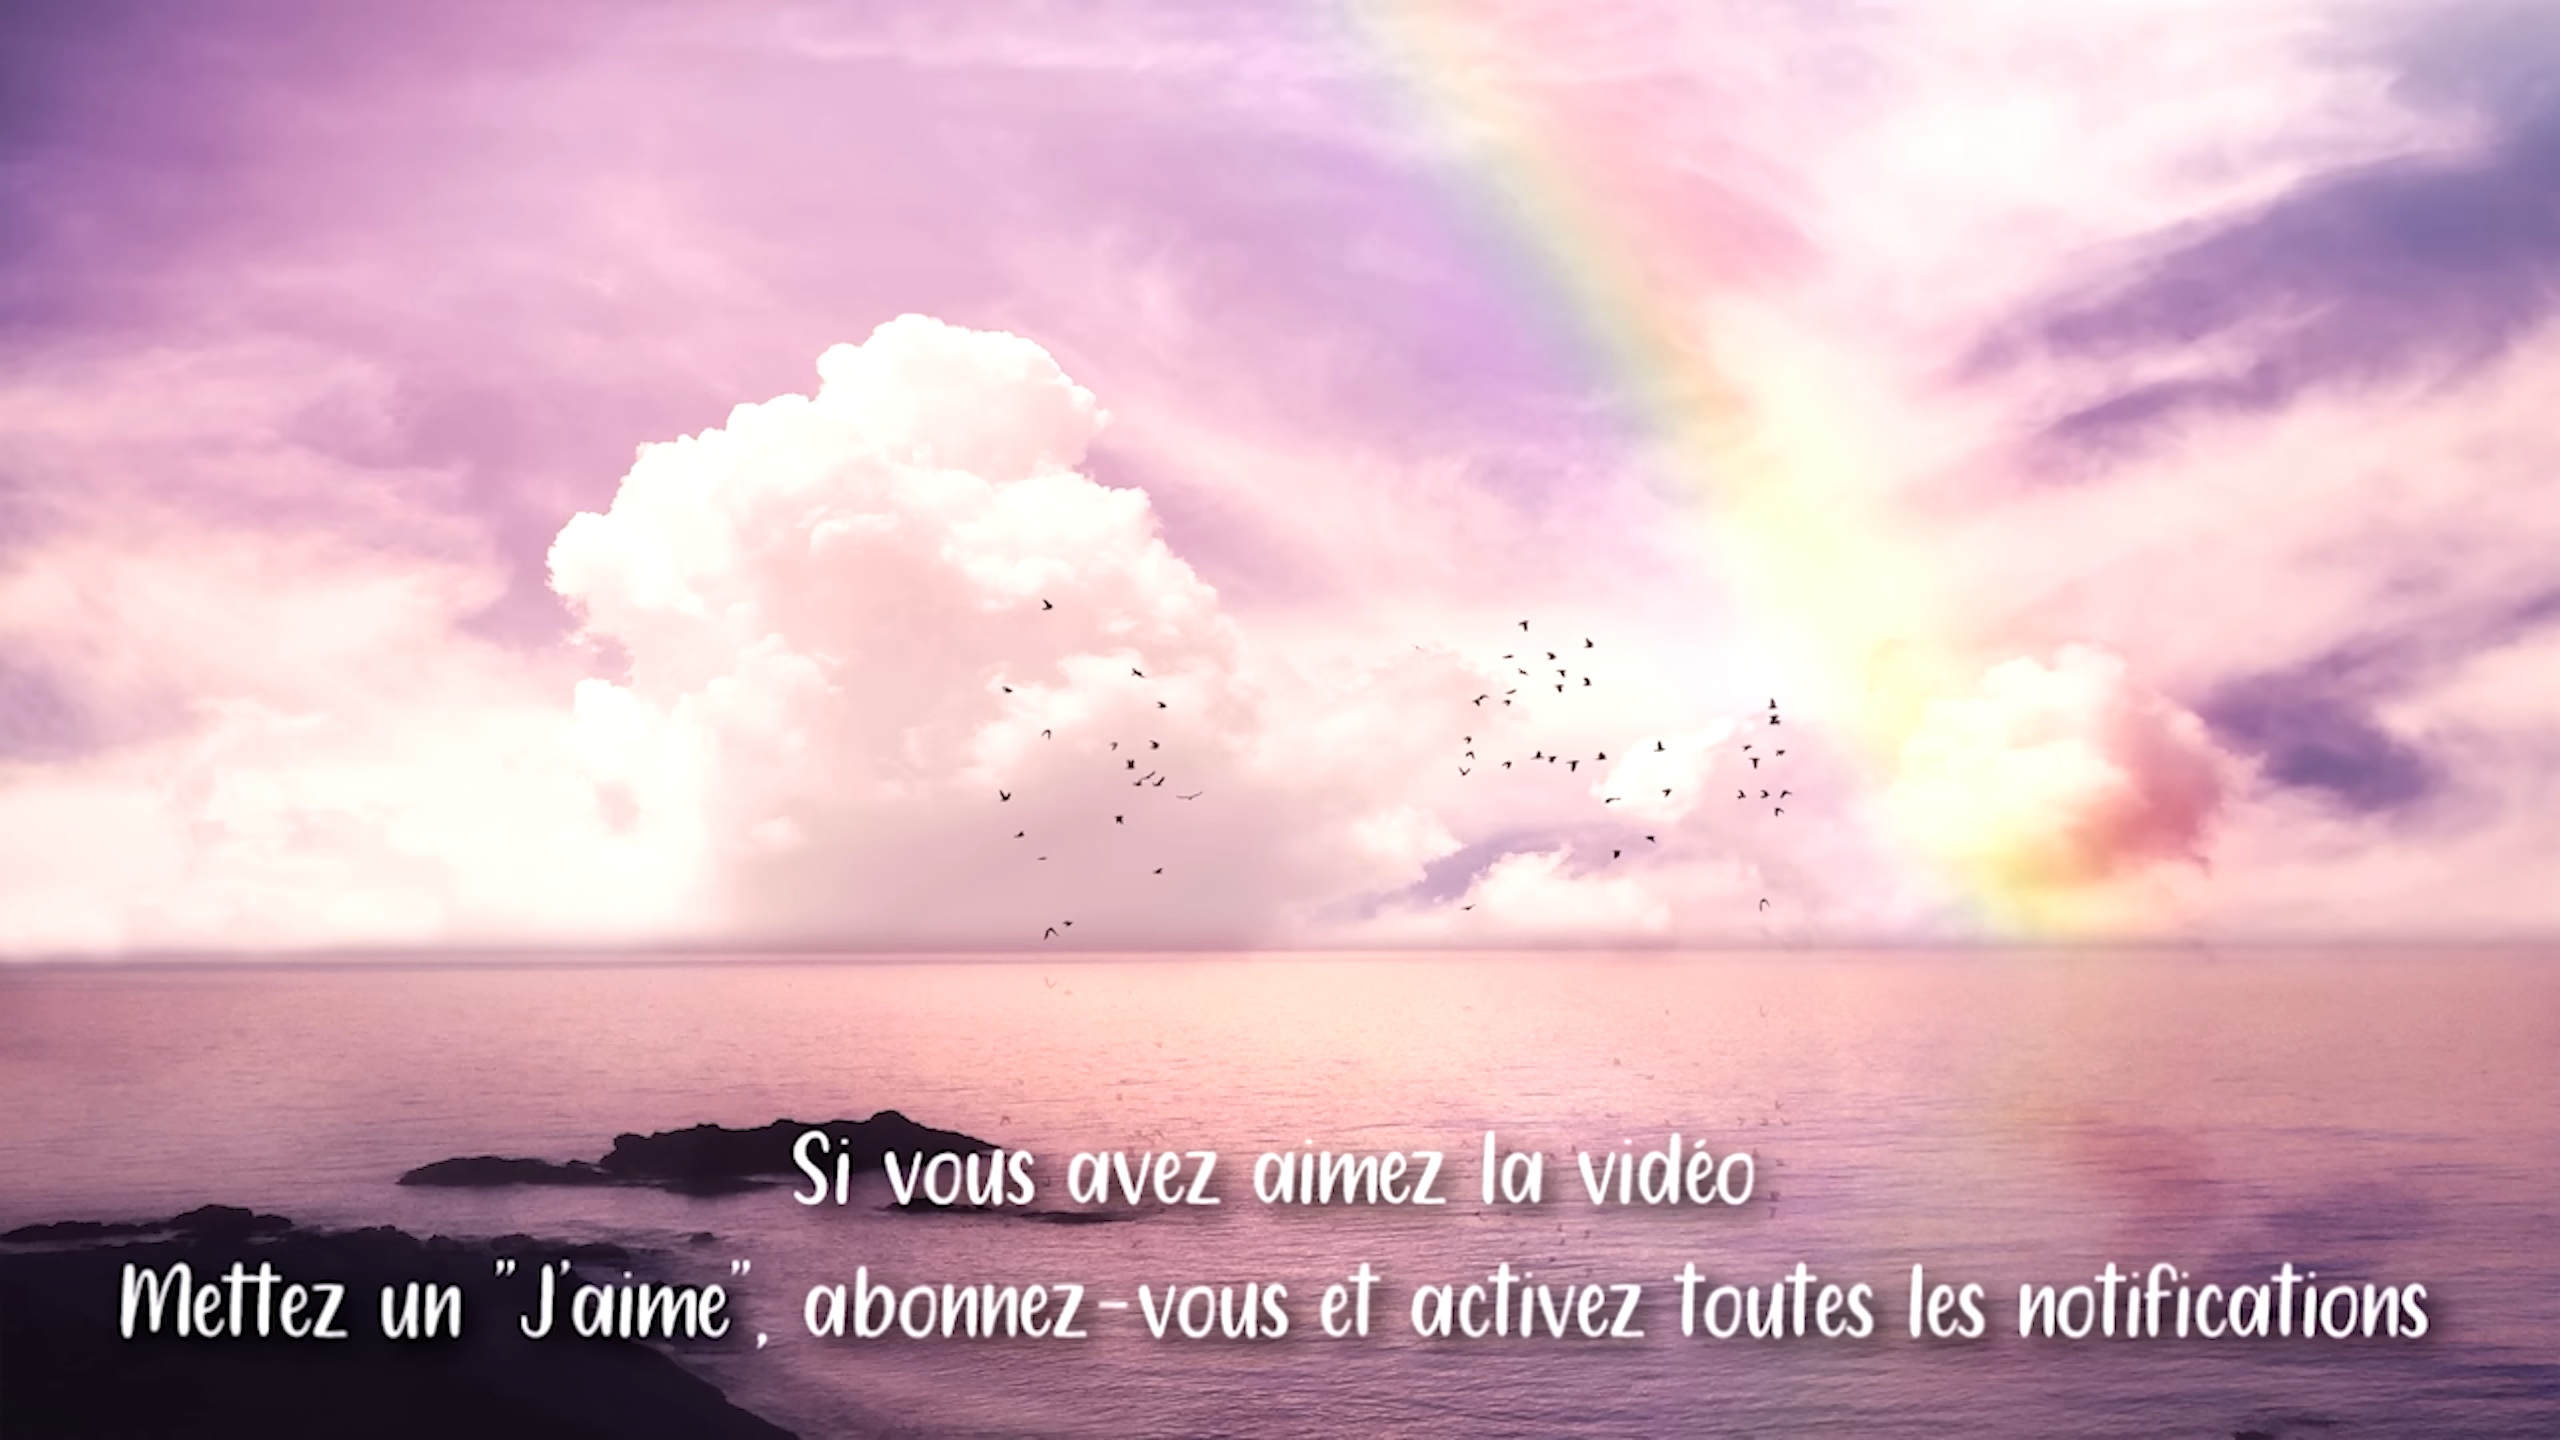 Si vous avez aimez la vidéo
Mettez un "J'aime", abonnez-vous et activez toutes les notifications